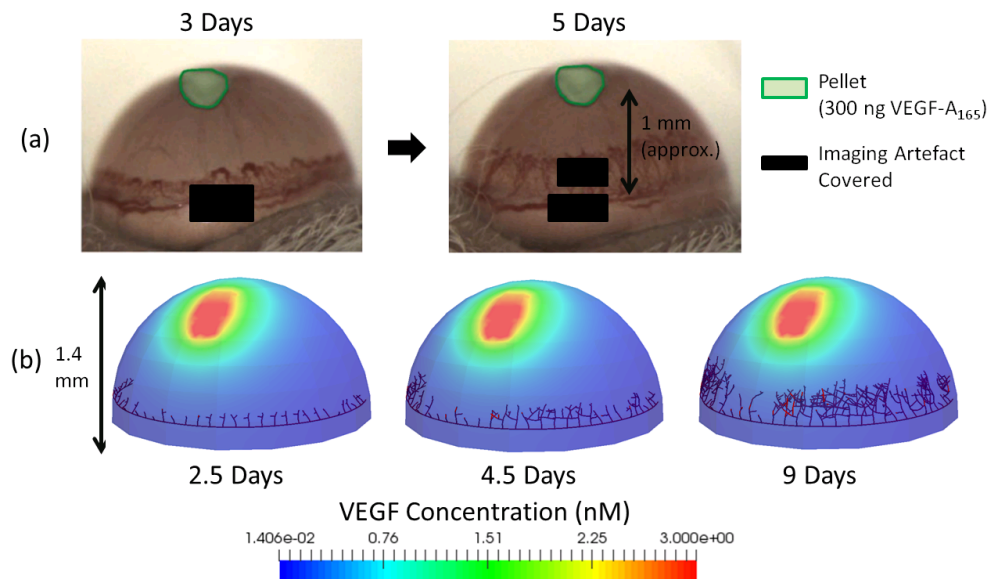 3 Days
5 Days
(a)
1 mm
(approx.)
Pellet
(300 ng VEGF-A165)
Imaging Artefact
Covered
(b)
1.4
mm
2.5 Days
4.5 Days
9 Days
VEGF Concentration (nM)
1.406e-02
0.76
1.51
2.25
3.000e+00